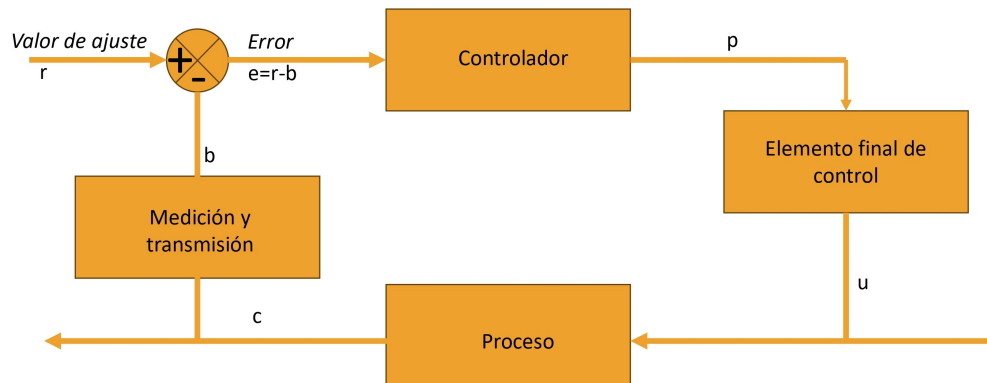 Valor de ajuste
r
+
-
Error
e=r-b
Controlador
p
Elemento final de
control
b
Medición y
transmisión
u
c
Proceso